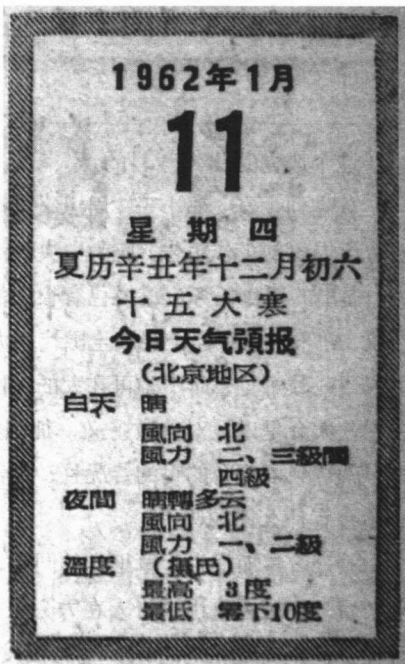 1962年1月
11
星期四
夏历辛丑年十二月初六
十五大寒
今日天气預报
(北京地区)
白天 晴
風向 北
風力 二、三級間
四級
夜間 晴轉多云
風向 北
風力 一、二級
溫度 (摄氏)
最高 3度
最低 零下10度